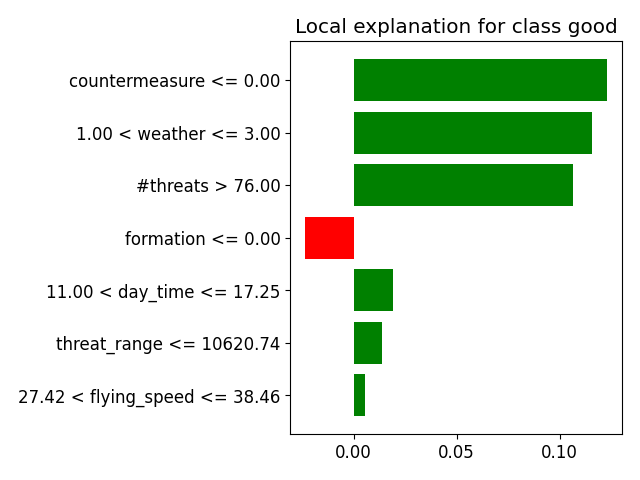 Local explanation for class good
countermeasure <= 0.00
1.00 < weather <= 3.00
#threats > 76.00
formation <= 0.00
11.00 < day_time <= 17.25
threat_range <= 10620.74
27.42 < flying_speed <= 38.46
0.00 0.05 0.10